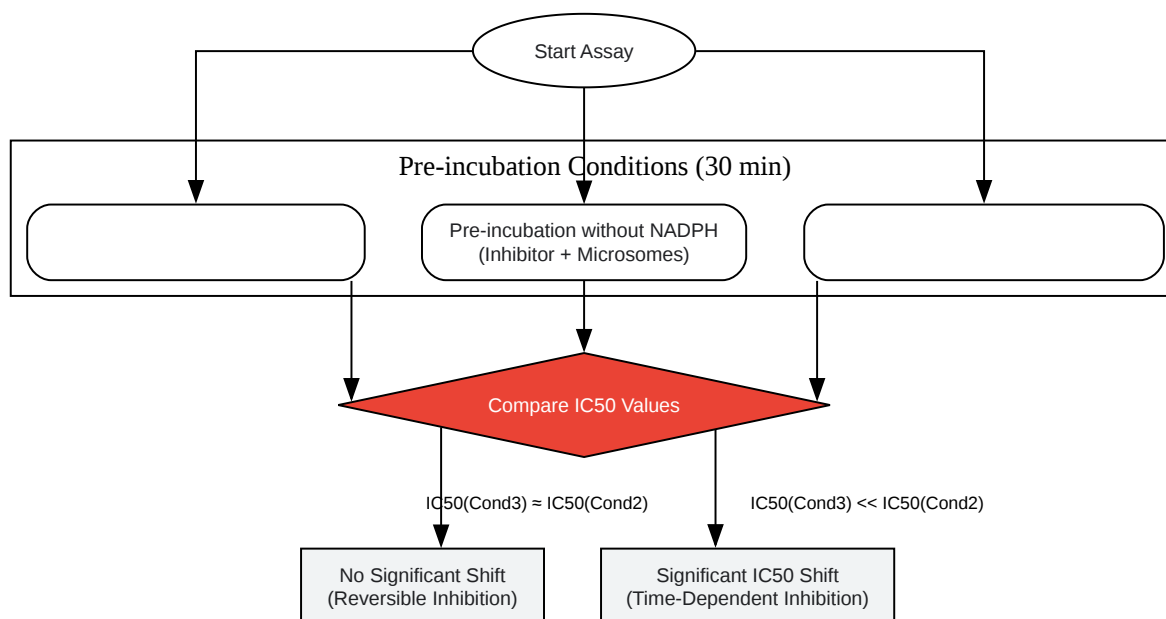 Start Assay
Pre-incubation Conditions (30 min)
Pre-incubation without NADPH
(Inhibitor + Microsomes)
Compare IC50 Values
IC50(Cond3) ≈ IC50(Cond2)
IC50(Cond3) << IC50(Cond2)
No Significant Shift
(Reversible Inhibition)
Significant IC50 Shift
(Time-Dependent Inhibition)